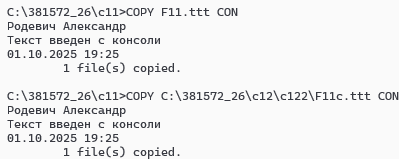 C:\381572_26\c11>COPY F11.ttt CON
Родевич Александр
Текст введен с консоли
01.10.2025 19:25
        1 file(s) copied.

C:\381572_26\c11>COPY C:\381572_26\c12\c122\F11c.ttt CON
Родевич Александр
Текст введен с консоли
01.10.2025 19:25
        1 file(s) copied.